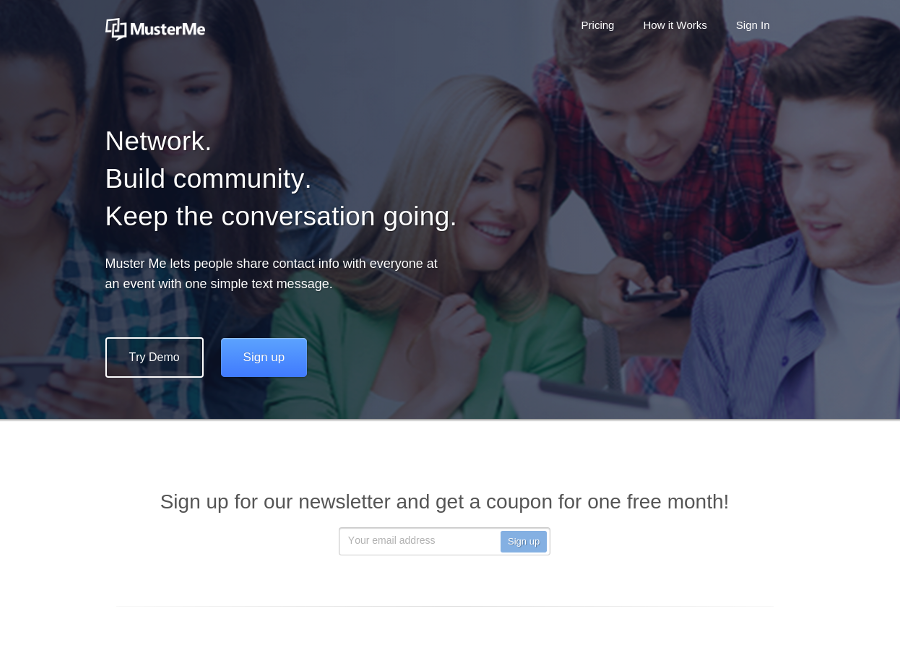 MusterMe
Pricing
How it Works
Sign In
Network.
Build community.
Keep the conversation going.
Muster Me lets people share contact info with everyone at
an event with one simple text message.
Try Demo
Sign up
Sign up for our newsletter and get a coupon for one free month!
Your email address
Sign up